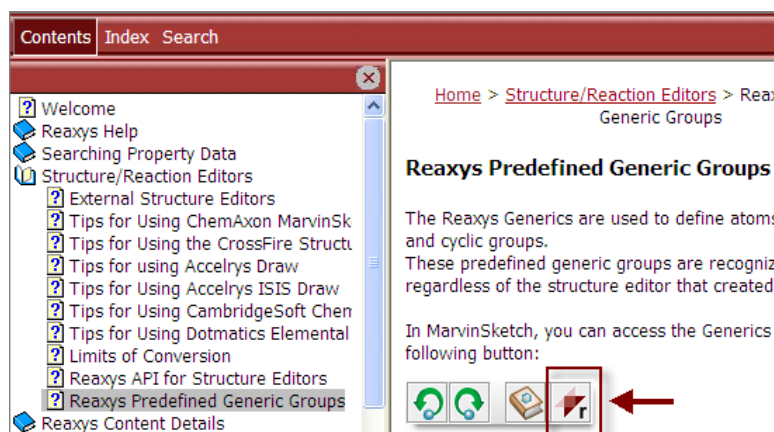 Contents Index Search
Welcome
Reaxys Help
Searching Property Data
Structure/Reaction Editors
External Structure Editors
Tips for Using ChemAxon MarvinSk
Tips for Using the CrossFire Structu
Tips for using Accelrys Draw
Tips for Using Accelrys ISIS Draw
Tips for Using CambridgeSoft Chem
Tips for Using Dotmatics Elemental
Limits of Conversion
Reaxys API for Structure Editors
Reaxys Predefined Generic Groups
Reaxys Content Details
Home > Structure/Reaction Editors > Reax
Generic Groups
Reaxys Predefined Generic Groups
The Reaxys Generics are used to define atoms
and cyclic groups.
These predefined generic groups are recogniz
regardless of the structure editor that created
In MarvinSketch, you can access the Generics
following button:
r